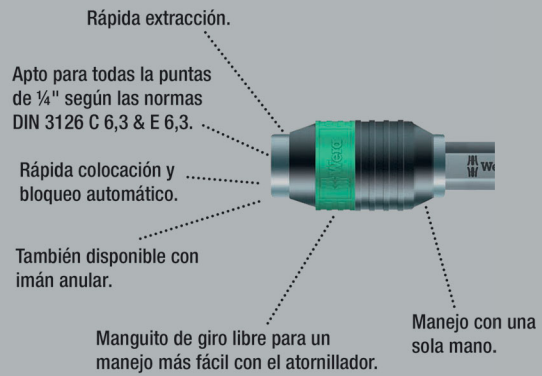 Rápida extracción.
Apto para todas la puntas
de ¼" según las normas
DIN 3126 C 6,3 & E 6,3.
Rápida colocación y
bloqueo automático.
También disponible con
imán anular.
Manguito de giro libre para un
manejo más fácil con el atornillador.
Manejo con una
sola mano.
Wera